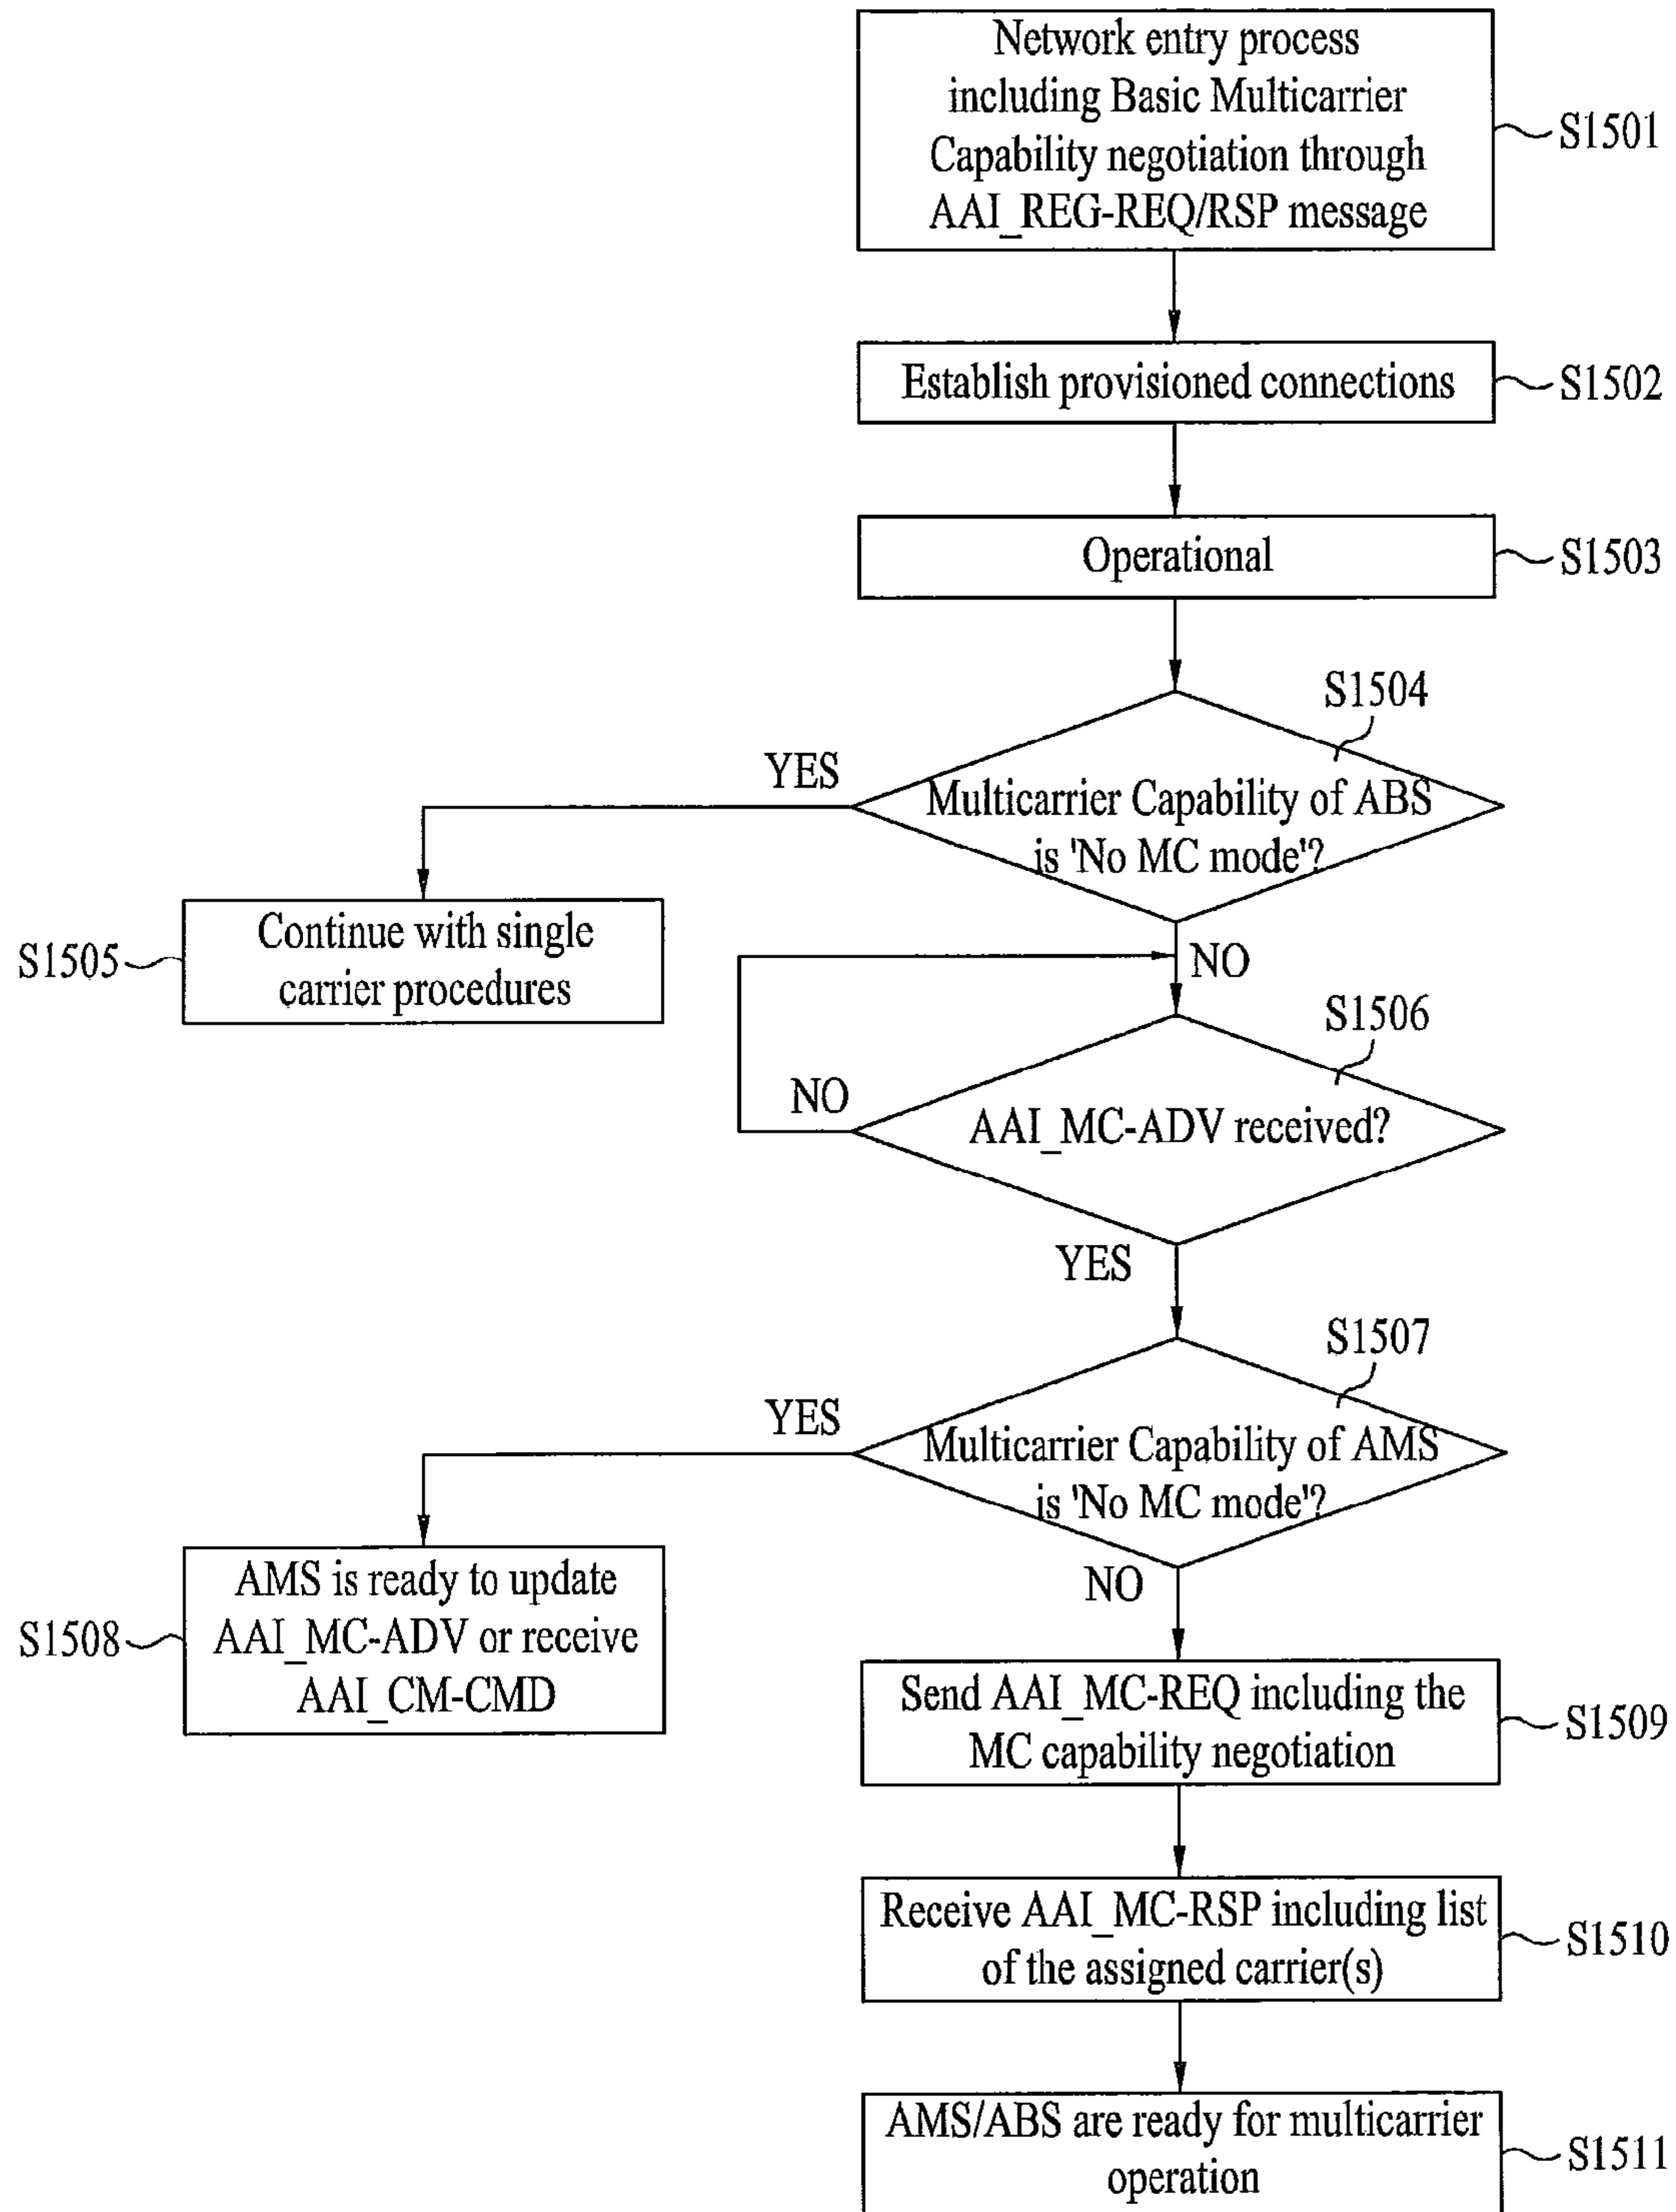 Network entry process
including Basic Multicarrier
Capability negotiation through
AAI_REG-REQ/RSP message
S1501
Establish provisioned connections
S1502
Operational
S1503
S1504
YES
Multicarrier Capability of ABS
is 'No MC mode'?
Continue with single
carrier procedures
S1505
NO
S1506
NO
AAI_MC-ADV received?
YES
S1507
YES
Multicarrier Capability of AMS
is 'No MC mode'?
AMS is ready to update
AAI_MC-ADV or receive
AAI_CM-CMD
S1508
NO
Send AAI_MC-REQ including the
MC capability negotiation
S1509
Receive AAI_MC-RSP including list
of the assigned carrier(s)
S1510
AMS/ABS are ready for multicarrier
operation
S1511